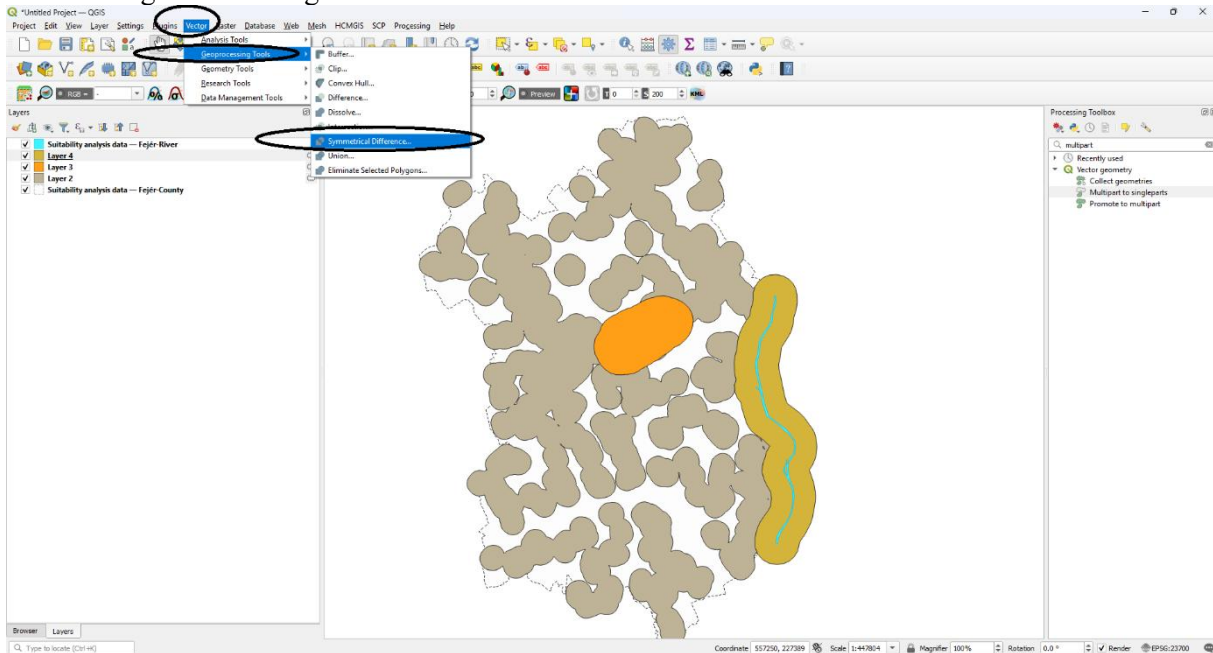 *Untitled Project — QGIS
Project Edit View Layer Settings Plugins Vector Raster Database Web Mesh HCMGIS SCP Processing Help
Analysis Tools
Geoprocessing Tools
Geometry Tools
Research Tools
Data Management Tools
Buffer...
Clip...
Convex Hull...
Difference...
Dissolve...
Symmetrical Difference...
Union...
Eliminate Selected Polygons...
RGB =
Preview
0
S 200
KML
Layers
Suitability analysis data — Fejér-River
Layer 4
Layer 3
Layer 2
Suitability analysis data — Fejér-County
Processing Toolbox
multipart
Recently used
Vector geometry
Collect geometries
Multipart to singleparts
Promote to multipart
Browser Layers
Type to locate (Ctrl+K)
Coordinate 557250, 227389 Scale 1:447804 Magnifier 100% Rotation 0.0 ° Render EPSG:23700